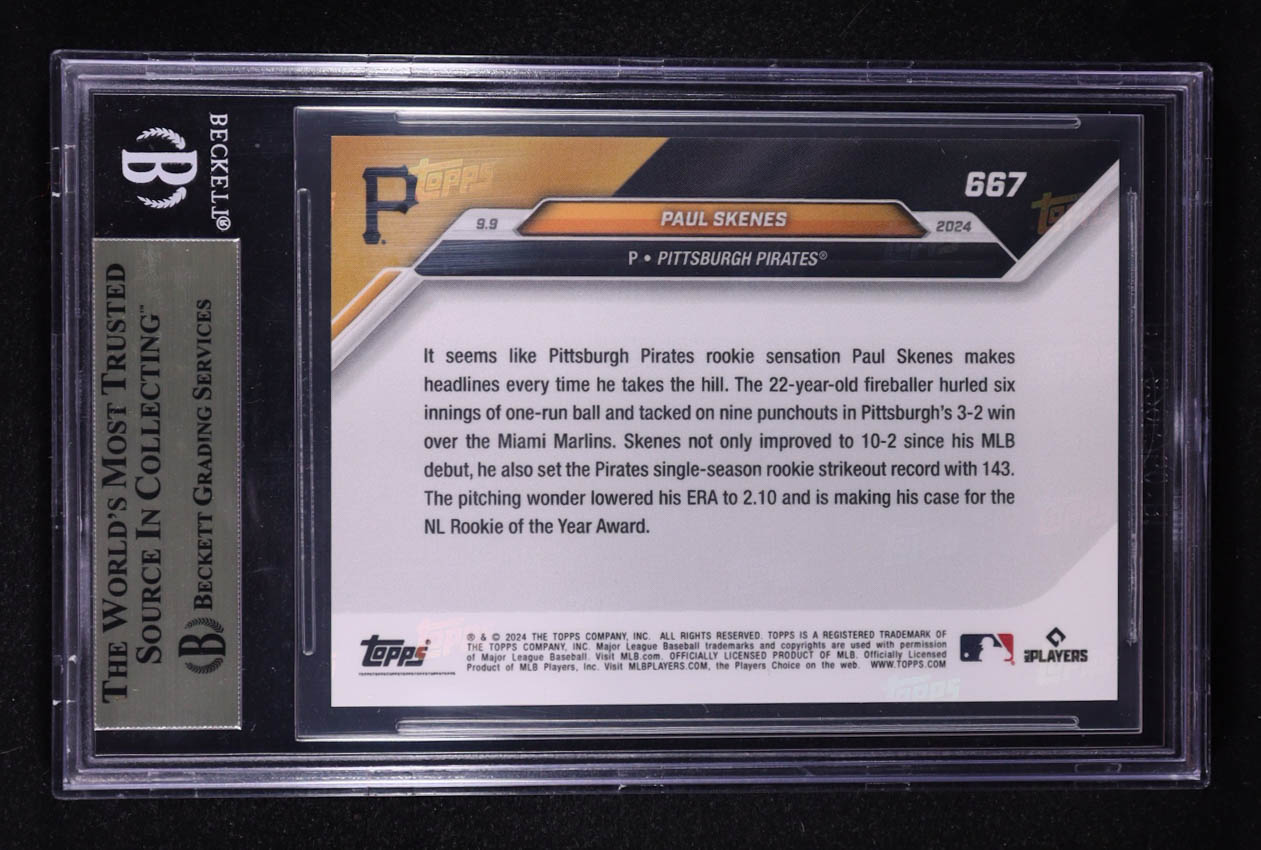 BECKETT®
B
THE WORLD'S MOST TRUSTED
SOURCE IN COLLECTING™
B BECKETT GRADING SERVICES
P
topps
667
topps
9.9
PAUL SKENES
2024
P • PITTSBURGH PIRATES®
It seems like Pittsburgh Pirates rookie sensation Paul Skenes makes
headlines every time he takes the hill. The 22-year-old fireballer hurled six
innings of one-run ball and tacked on nine punchouts in Pittsburgh's 3-2 win
over the Miami Marlins. Skenes not only improved to 10-2 since his MLB
debut, he also set the Pirates single-season rookie strikeout record with 143.
The pitching wonder lowered his ERA to 2.10 and is making his case for the
NL Rookie of the Year Award.
topps®
® & © 2024 THE TOPPS COMPANY, INC. ALL RIGHTS RESERVED. TOPPS IS A REGISTERED TRADEMARK OF
THE TOPPS COMPANY, INC. Major League Baseball trademarks and copyrights are used with permission
of Major League Baseball. Visit MLB.com. OFFICIALLY LICENSED PRODUCT OF MLB. Officially Licensed
Product of MLB Players, Inc. Visit MLBPLAYERS.COM, the Players Choice on the web. WWW.TOPPS.COM
MLB PLAYERS
topps